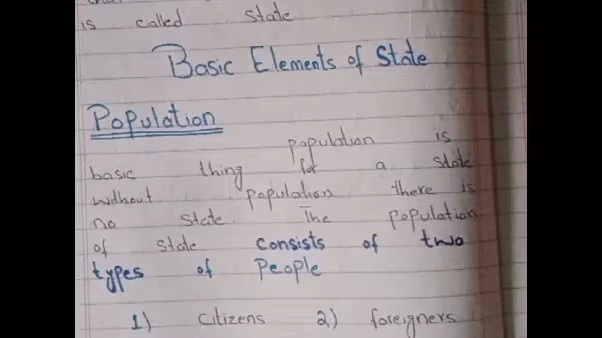 is called state
Basic Elements of State
Population
population is
basic thing for a state
without population there is
no state. The population
of state consists of two
types of People
1) citizens 2) foreigners